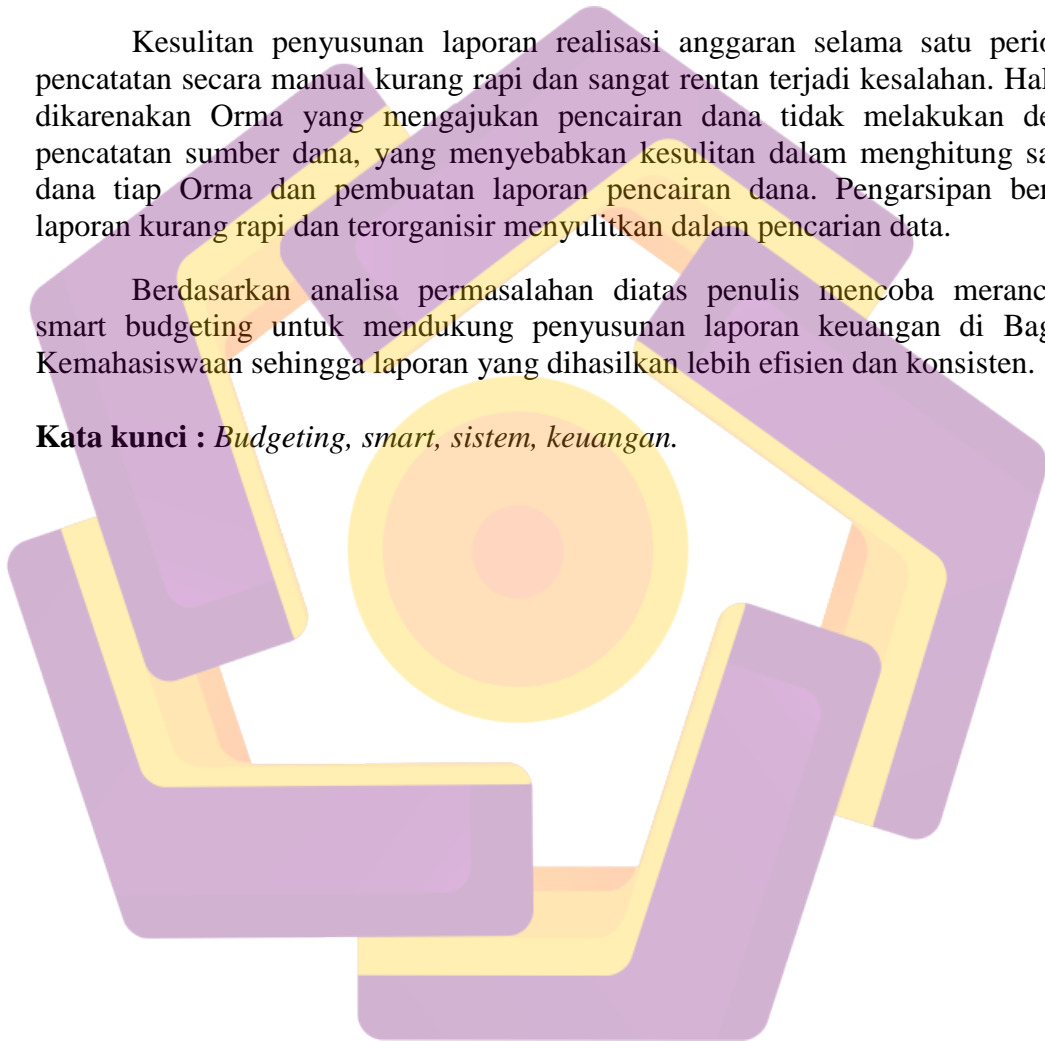 Kesulitan penyusunan laporan realisasi anggaran selama satu perio
pencatatan secara manual kurang rapi dan sangat rentan terjadi kesalahan. Hal
dikarenakan Orma yang mengajukan pencairan dana tidak melakukan de
pencatatan sumber dana, yang menyebabkan kesulitan dalam menghitung sa
dana tiap Orma dan pembuatan laporan pencairan dana. Pengarsipan ber
laporan kurang rapi dan terorganisir menyulitkan dalam pencarian data.
Berdasarkan analisa permasalahan diatas penulis mencoba meranc
smart budgeting untuk mendukung penyusunan laporan keuangan di Bag
Kemahasiswaan sehingga laporan yang dihasilkan lebih efisien dan konsisten.
Kata kunci : Budgeting, smart, sistem, keuangan.